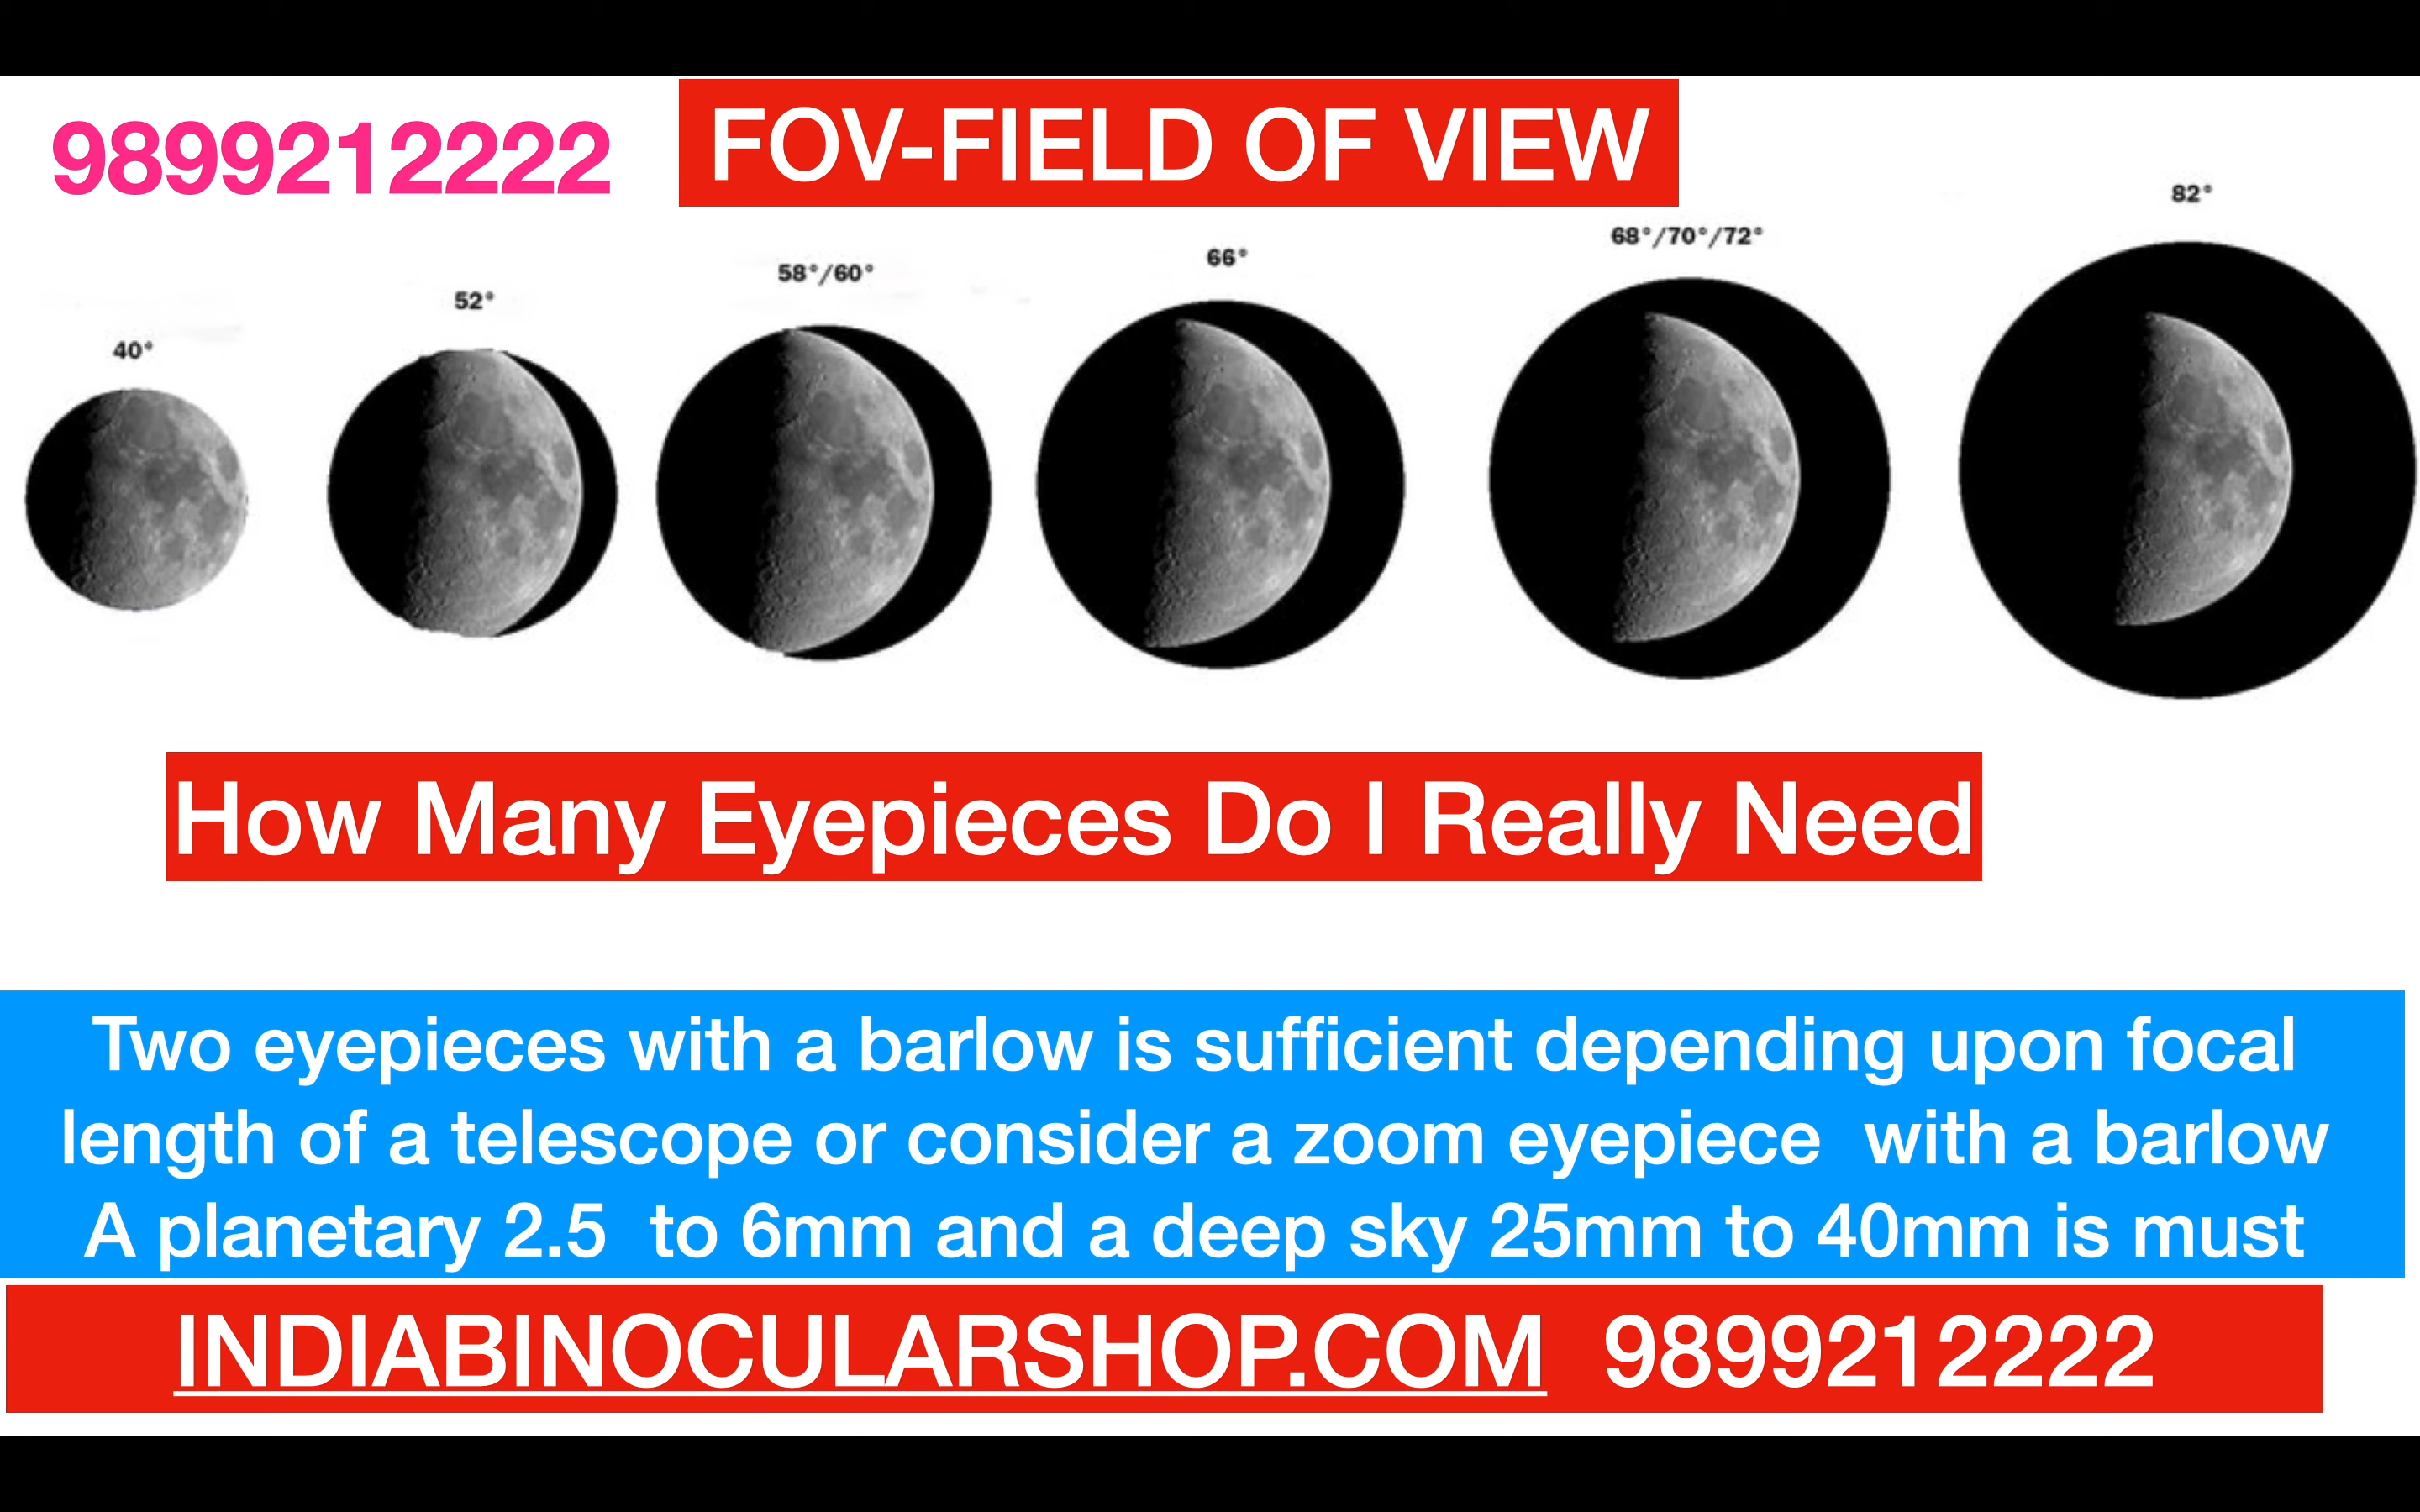 9899212222
FOV-FIELD OF VIEW
40°
52°
58°/60°
66°
68°/70°/72°
82°
How Many Eyepieces Do I Really Need
Two eyepieces with a barlow is sufficient depending upon focal
length of a telescope or consider a zoom eyepiece with a barlow
A planetary 2.5 to 6mm and a deep sky 25mm to 40mm is must
INDIABINOCULARSHOP.COM 9899212222